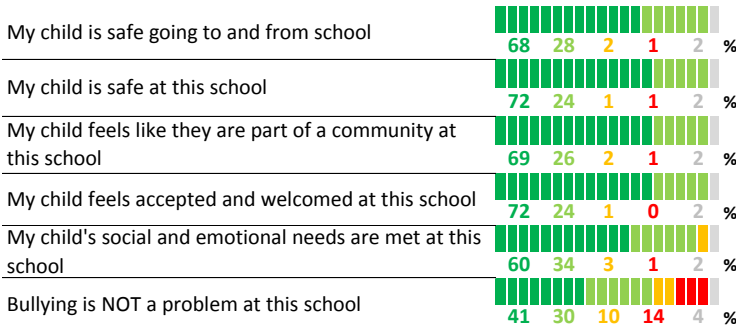 My child is safe going to and from school
68 28 2 1 2 %
My child is safe at this school
72 24 1 1 2 %
My child feels like they are part of a community at
this school
69 26 2 1 2 %
My child feels accepted and welcomed at this school
72 24 1 0 2 %
My child's social and emotional needs are met at this
school
60 34 3 1 2 %
Bullying is NOT a problem at this school
41 30 10 14 4 %